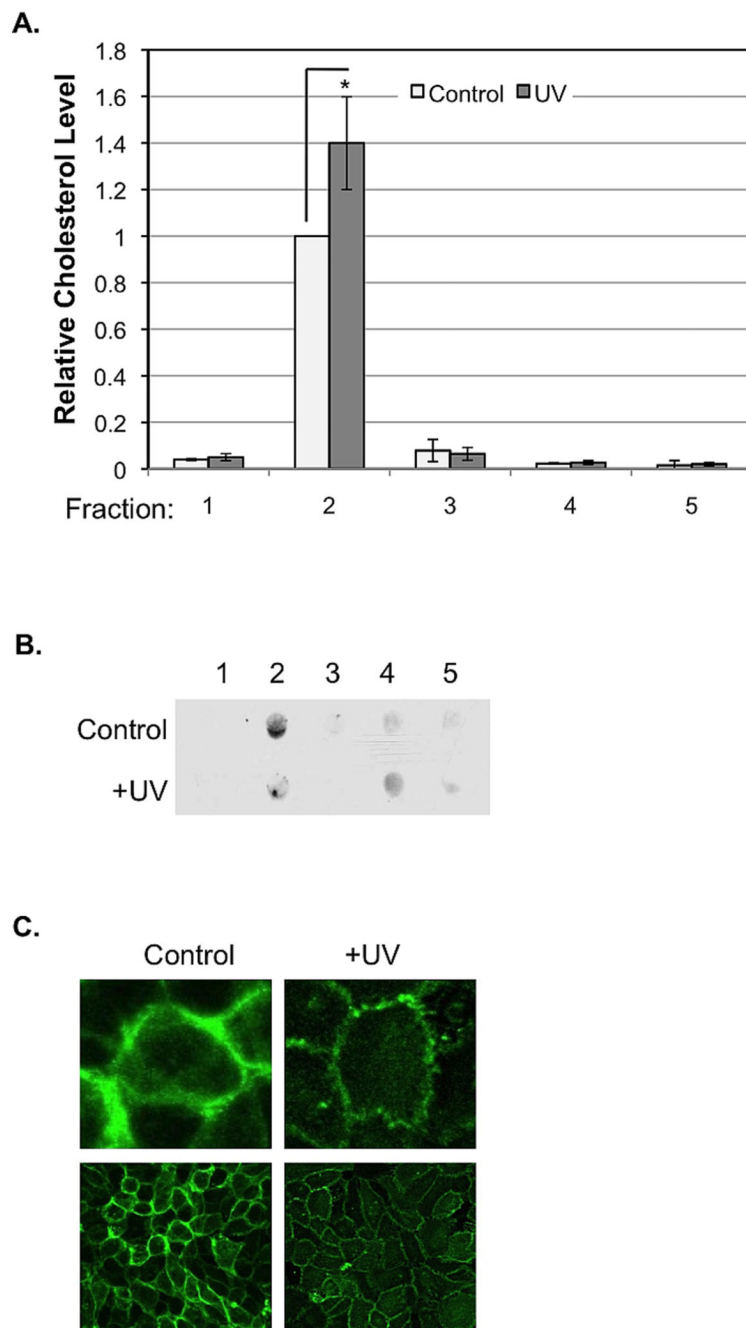 A.
Relative Cholesterol Level
1.8
1.6
1.4
1.2
1
0.8
0.6
0.4
0.2
0
*
Control UV
Fraction: 1 2 3 4 5
B.
1 2 3 4 5
Control
+UV
C.
Control +UV